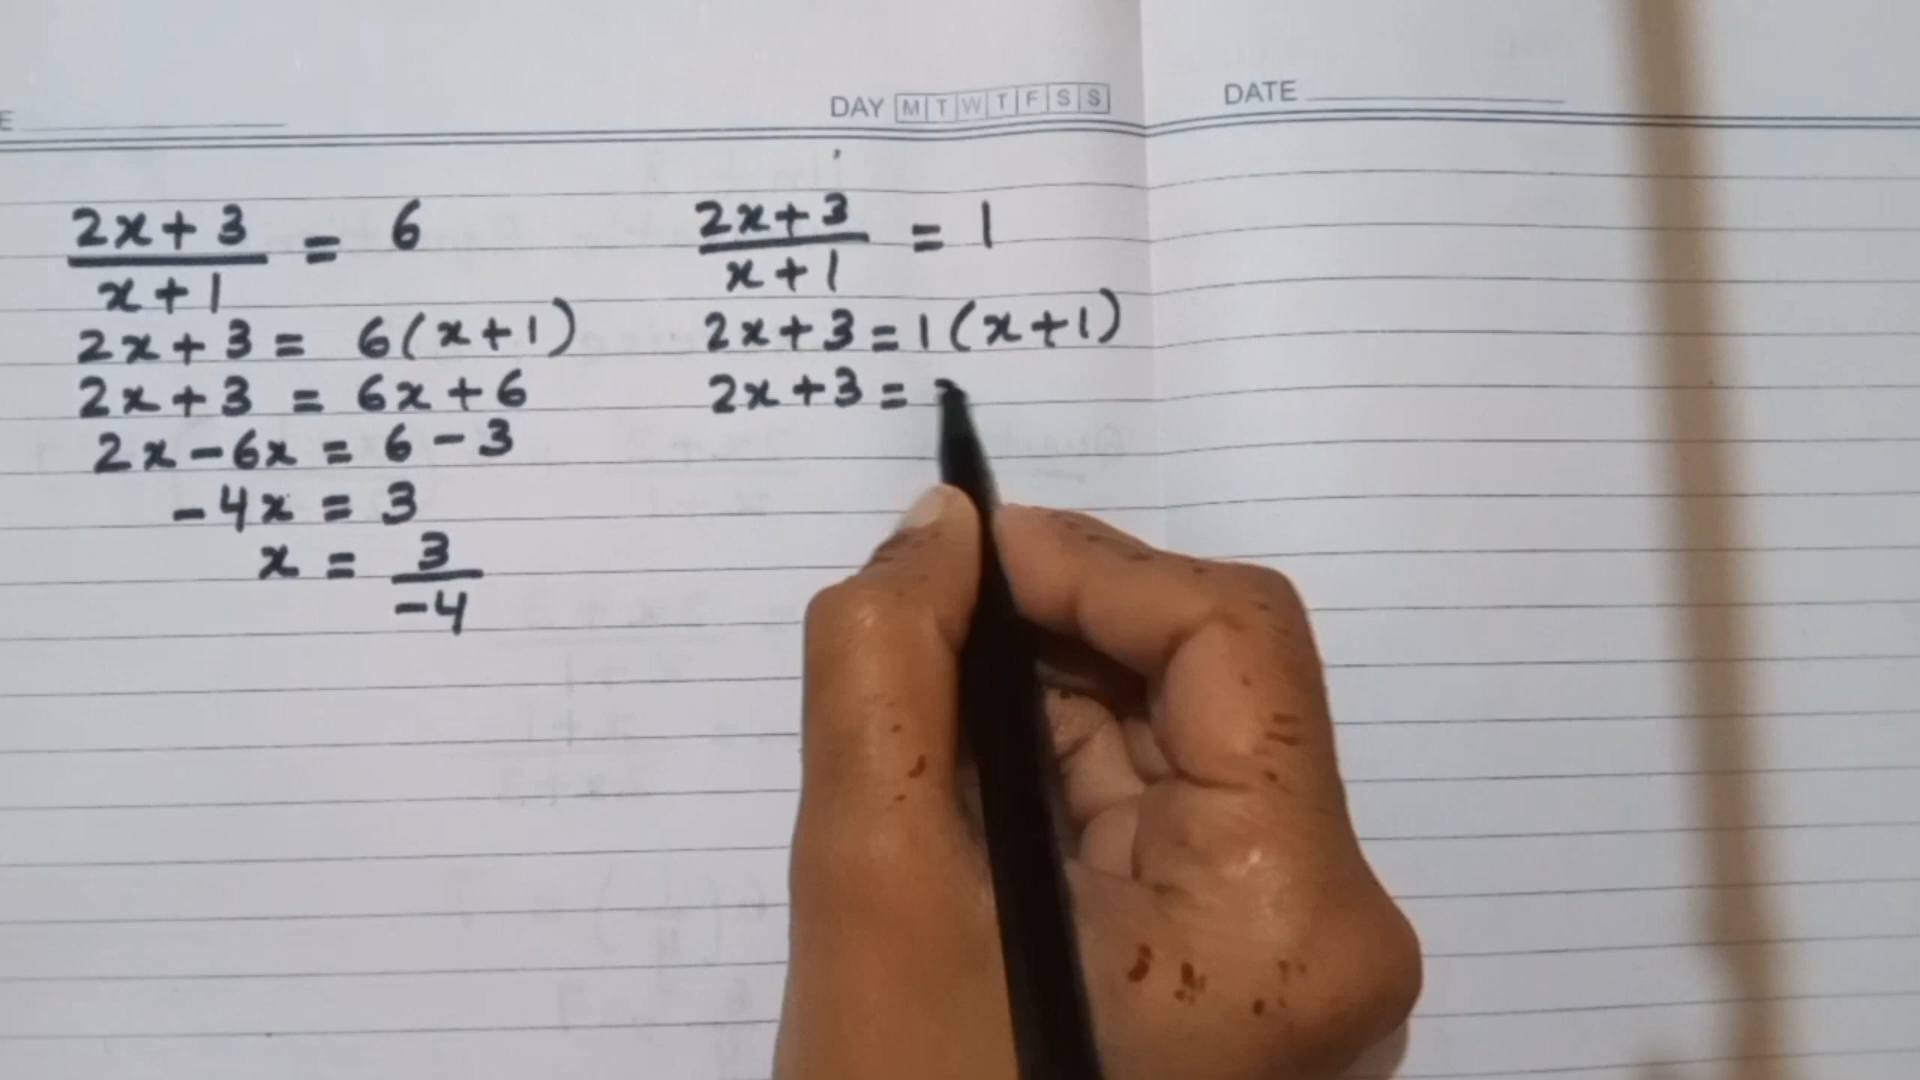 E
DAY M T W T F S S
DATE
2x + 3 / x + 1 = 6
2x + 3 = 6(x + 1)
2x + 3 = 6x + 6
2x - 6x = 6 - 3
-4x = 3
x = 3 / -4
2x + 3 / x + 1 = 1
2x + 3 = 1(x + 1)
2x + 3 =